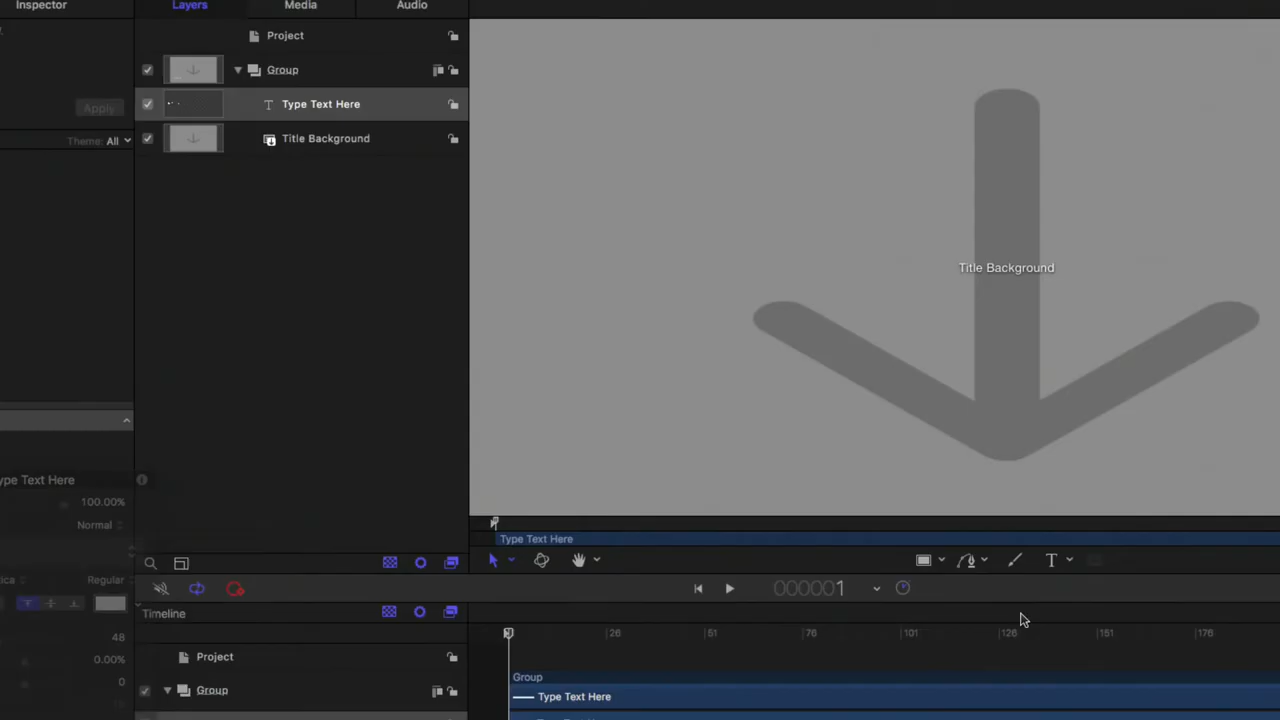 Inspector
Layers
Media
Audio
Project
Group
Apply
Type Text Here
Theme: All
Title Background
Title Background
ype Text Here
100.00%
Normal
Type Text Here
ica
Regular
000001
Timeline
48
26
51
76
101
126
151
176
Project
0.00%
Group
0
Group
Type Text Here